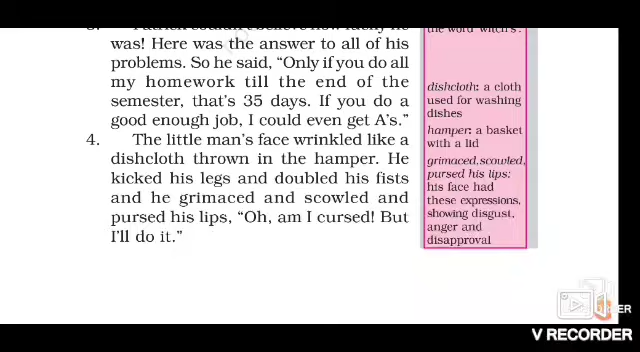 was! Here was the answer to all of his
problems. So he said, “Only if you do all
my homework till the end of the
semester, that's 35 days. If you do a
good enough job, I could even get A's.”
4. The little man's face wrinkled like a
dishcloth thrown in the hamper. He
kicked his legs and doubled his fists
and he grimaced and scowled and
pursed his lips, “Oh, am I cursed! But
I'll do it.”
the word 'witch's'.
dishcloth: a cloth
used for washing
dishes
hamper: a basket
with a lid
grimaced, scowled,
pursed his lips:
his face had
these expressions,
showing disgust,
anger and
disapproval
V RECORDER